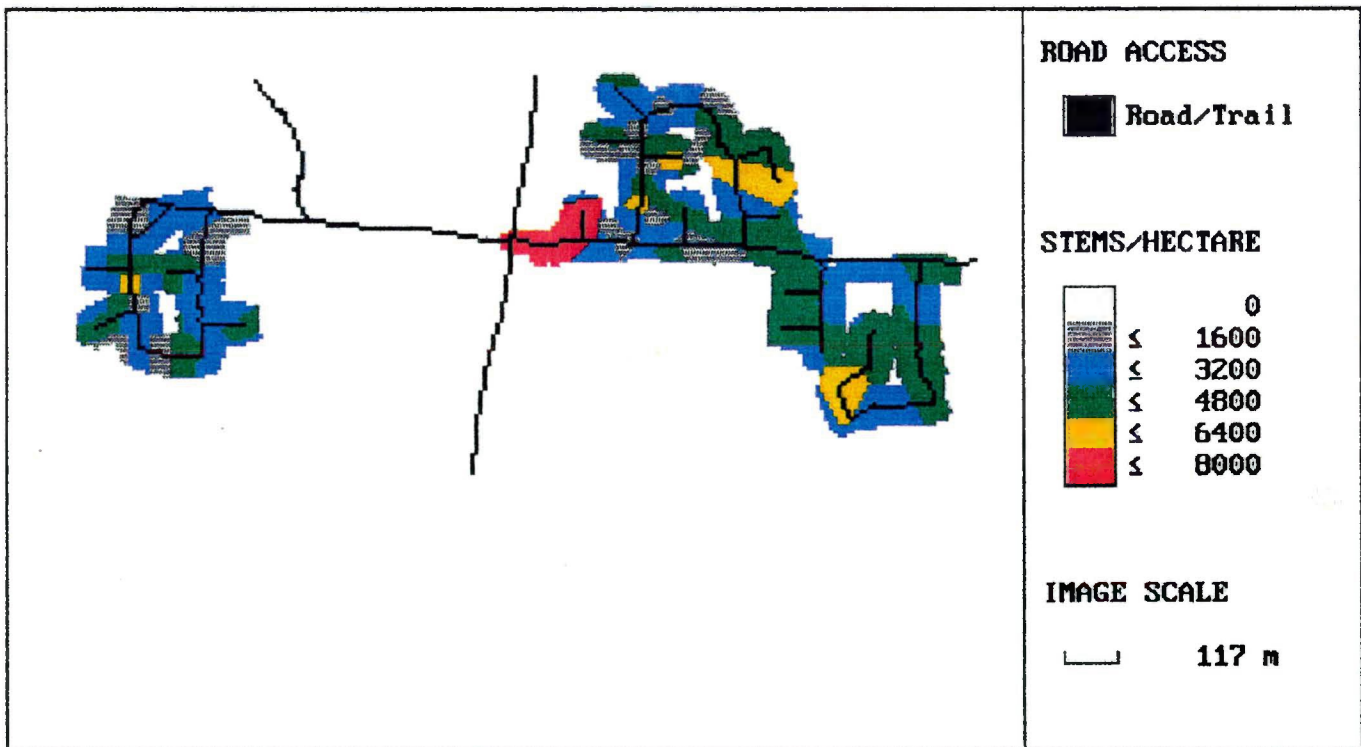 ROAD ACCESS
Road/Trail
STEMS/HECTARE
0
≤ 1600
≤ 3200
≤ 4800
≤ 6400
≤ 8000
IMAGE SCALE
117 m